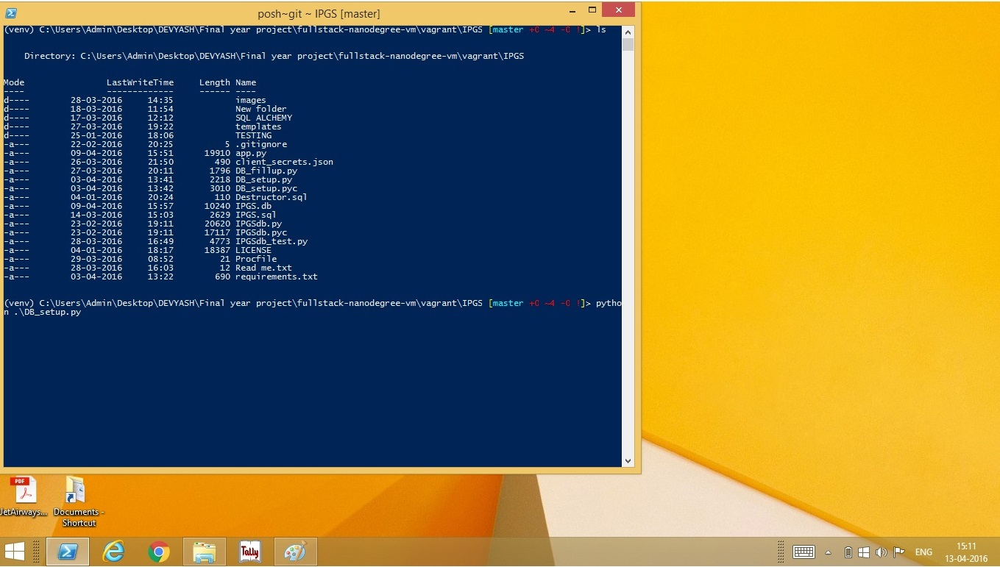 posh~git ~ IPGS [master]
(venv) C:\Users\Admin\Desktop\DEVYASH\Final year project\fullstack-nanodegree-vm\vagrant\IPGS [master +0 ~4 -0 !]> ls
Directory: C:\Users\Admin\Desktop\DEVYASH\Final year project\fullstack-nanodegree-vm\vagrant\IPGS
Mode LastWriteTime Length Name
---- ------------- ------ ----
d---- 28-03-2016 14:35 images
d---- 18-03-2016 11:54 New folder
d---- 17-03-2016 12:12 SQL ALCHEMY
d---- 27-03-2016 19:22 templates
d---- 25-01-2016 18:06 TESTING
-a--- 22-02-2016 20:25 5 .gitignore
-a--- 09-04-2016 15:51 19910 app.py
-a--- 26-03-2016 21:50 490 client_secrets.json
-a--- 27-03-2016 20:11 1796 DB_fillup.py
-a--- 03-04-2016 13:41 2218 DB_setup.py
-a--- 03-04-2016 13:42 3010 DB_setup.pyc
-a--- 04-01-2016 20:24 110 Destructor.sql
-a--- 09-04-2016 15:57 10240 IPGS.db
-a--- 14-03-2016 15:03 2629 IPGS.sql
-a--- 23-02-2016 19:11 20620 IPGSdb.py
-a--- 23-02-2016 19:11 17117 IPGSdb.pyc
-a--- 28-03-2016 16:49 4773 IPGSdb_test.py
-a--- 04-01-2016 18:17 18387 LICENSE
-a--- 29-03-2016 08:52 21 Procfile
-a--- 28-03-2016 16:03 12 Read me.txt
-a--- 03-04-2016 13:22 690 requirements.txt
(venv) C:\Users\Admin\Desktop\DEVYASH\Final year project\fullstack-nanodegree-vm\vagrant\IPGS [master +0 ~4 -0 !]> pytho
n .\DB_setup.py
PDF
JetAirways...
Documents -
Shortcut
Tally
ENG
15:11
13-04-2016